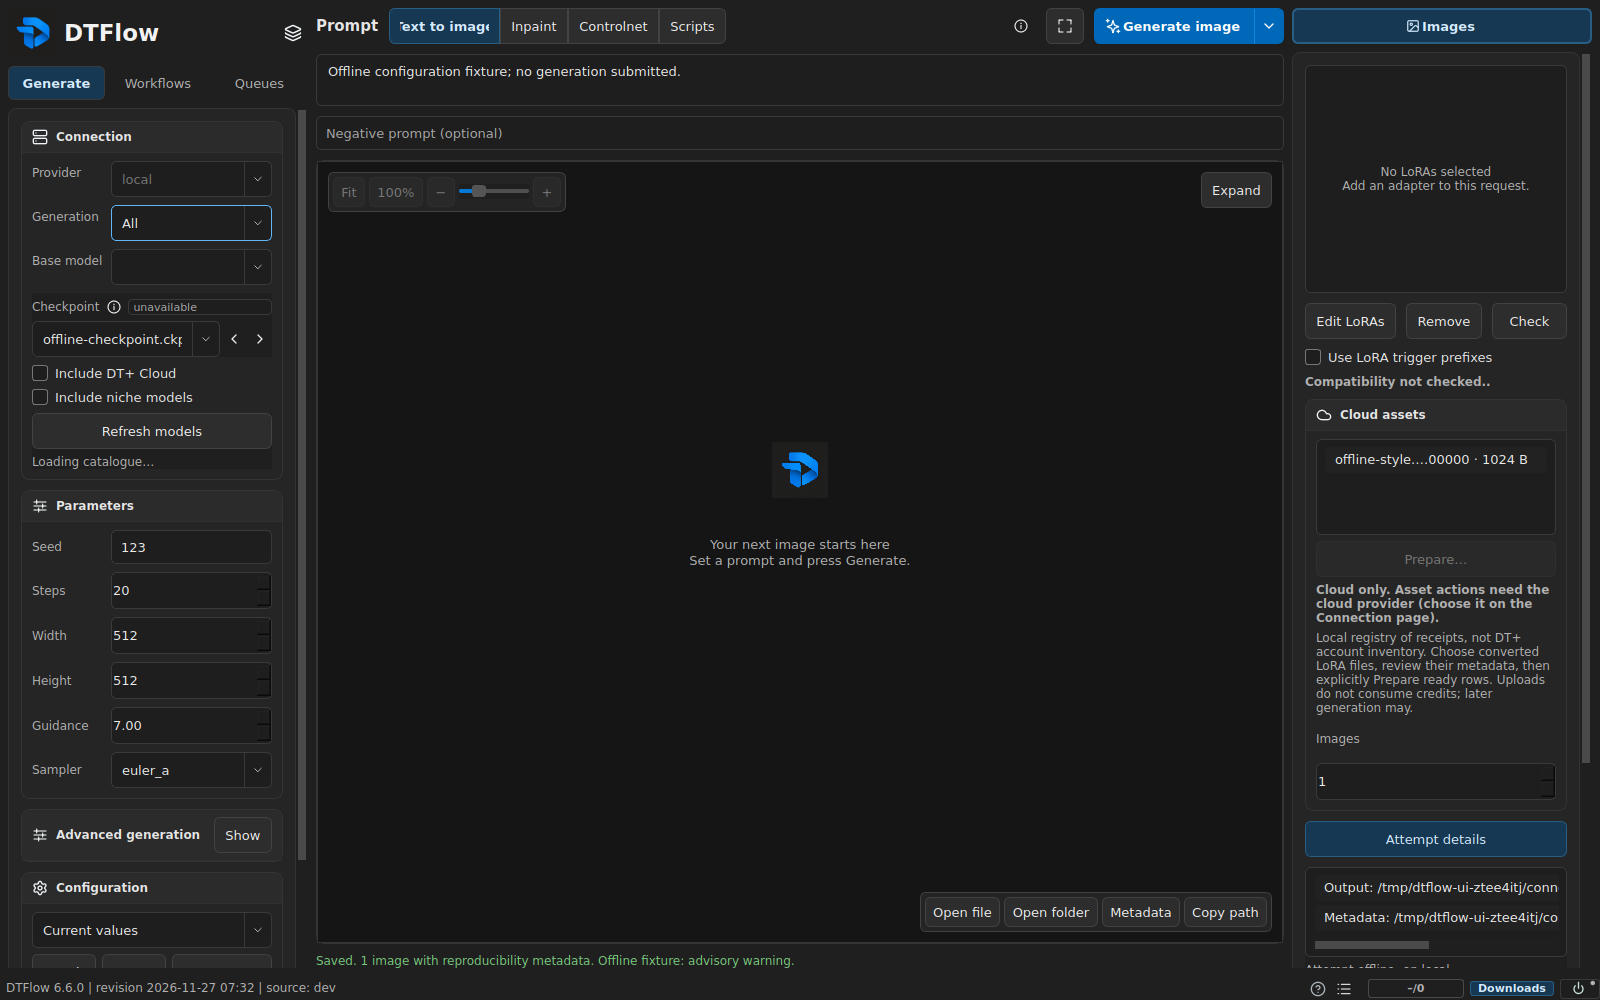 DTFlow
Generate
Workflows
Queues
Connection
Provider
local
Generation
All
Base model
Checkpoint
unavailable
offline-checkpoint.ckp
Include DT+ Cloud
Include niche models
Refresh models
Loading catalogue...
Parameters
Seed
123
Steps
20
Width
512
Height
512
Guidance
7.00
Sampler
euler_a
Advanced generation
Show
Configuration
Current values
Prompt
Text to image
Inpaint
Controlnet
Scripts
Generate image
Offline configuration fixture; no generation submitted.
Negative prompt (optional)
Fit
100%
−
+
Expand
Your next image starts here
Set a prompt and press Generate.
Open file
Open folder
Metadata
Copy path
Saved. 1 image with reproducibility metadata. Offline fixture: advisory warning.
Images
No LoRAs selected
Add an adapter to this request.
Edit LoRAs
Remove
Check
Use LoRA trigger prefixes
Compatibility not checked..
Cloud assets
offline-style....00000 · 1024 B
Prepare...
Cloud only. Asset actions need the
cloud provider (choose it on the
Connection page).
Local registry of receipts, not DT+
account inventory. Choose converted
LoRA files, review their metadata, then
explicitly Prepare ready rows. Uploads
do not consume credits; later
generation may.
Images
1
Attempt details
Output: /tmp/dtflow-ui-ztee4itj/conn
Metadata: /tmp/dtflow-ui-ztee4itj/co
Attempt offline, on local
DTFlow 6.6.0 | revision 2026-11-27 07:32 | source: dev
–/0
Downloads